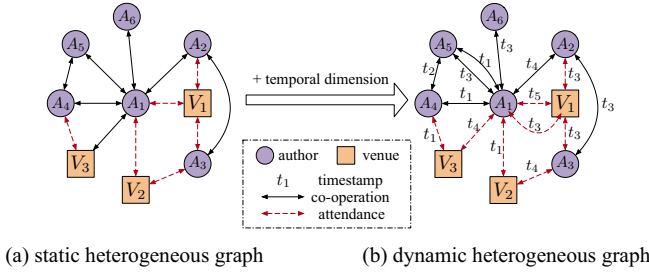 A6
A5
A2
A4
A1
V1
V3
A3
V2
+ temporal dimension
author
venue
t1 timestamp
co-operation
attendance
A6
A5
t1
t3
A2
t4
t2
t3
t3
A4
t1
A1
t5
V1
t3
t1
t4
t3
t3
V3
t1
A3
t4
V2
(a) static heterogeneous graph
(b) dynamic heterogeneous graph